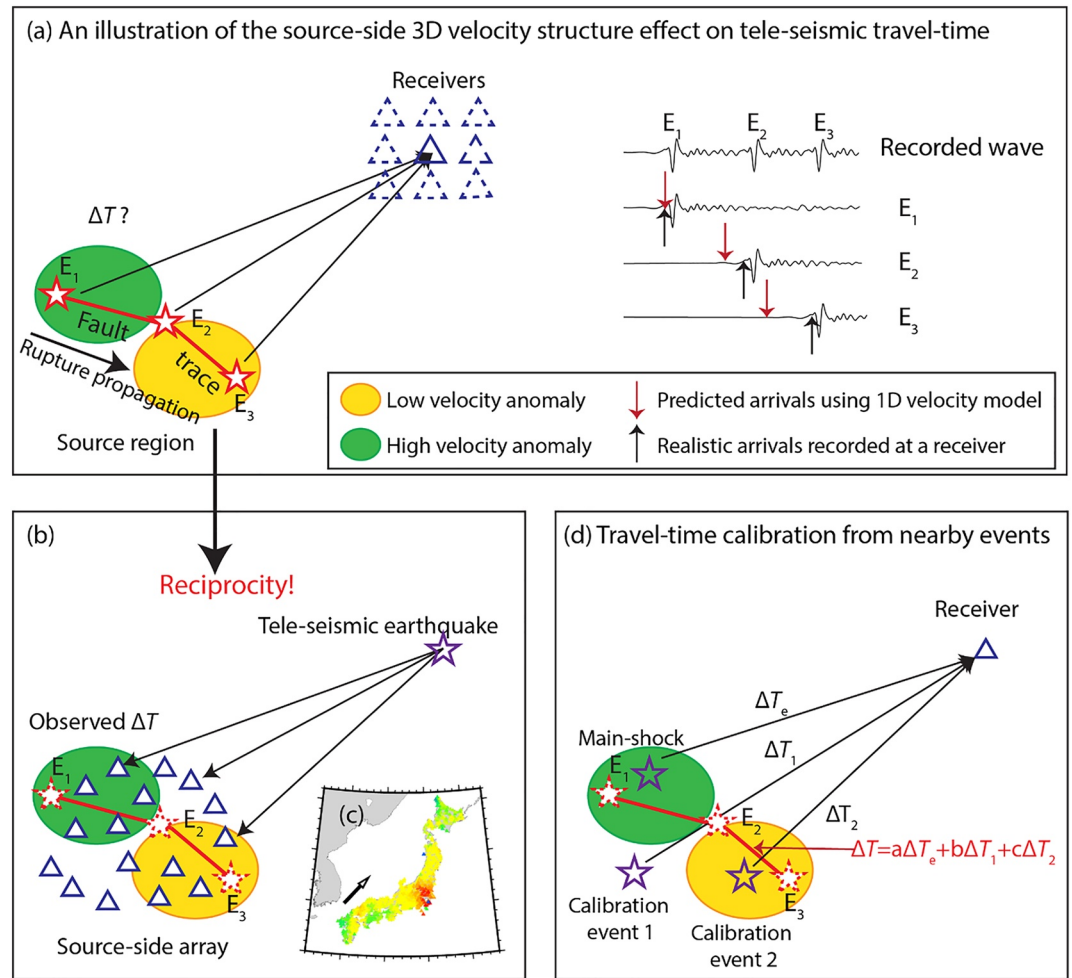 (a) An illustration of the source-side 3D velocity structure effect on tele-seismic travel-time
Receivers
ΔT ?
E₁
Fault
E₂
trace
E₃
Rupture propagation
Source region
E₁ E₂ E₃
Recorded wave
E₁
E₂
E₃
Low velocity anomaly
High velocity anomaly
Predicted arrivals using 1D velocity model
Realistic arrivals recorded at a receiver
(b)
Reciprocity!
Tele-seismic earthquake
Observed ΔT
E₁
E₂
E₃
Source-side array
(c)
(d) Travel-time calibration from nearby events
Receiver
ΔTₑ
Main-shock
ΔT₁
E₁
E₂
ΔT₂
ΔT=aΔTₑ+bΔT₁+cΔT₂
E₃
Calibration
event 1
Calibration
event 2